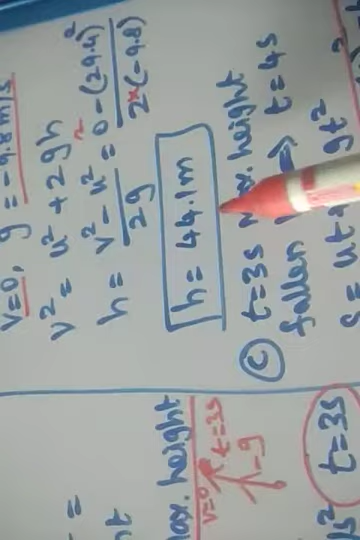 v=0, g = -9.8 m/s
v² = u² + 2gh
h = v² - u² / 2g = 0 - (29.4)² / 2×(-9.8)
h = 44.1m
(c) t=3s max. height
fallen ⇒ t=4s
s = ut + gt²
max. height
v=0 t=3s
-g
t=3s